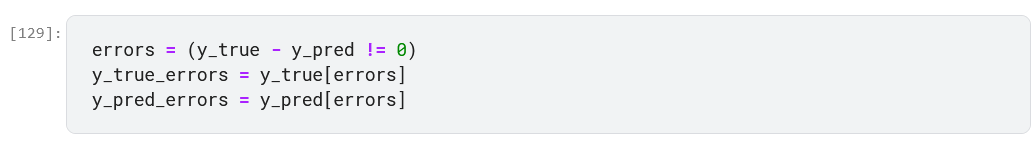 [129]:
errors = (y_true - y_pred != 0)
y_true_errors = y_true[errors]
y_pred_errors = y_pred[errors]